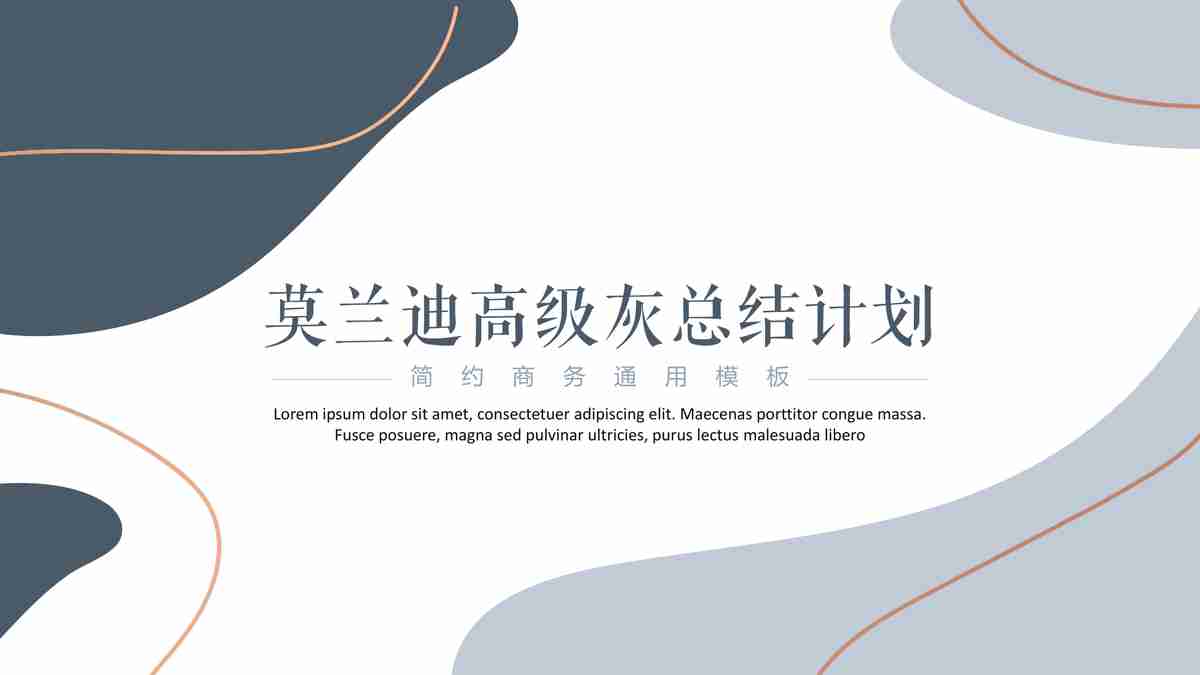 莫兰迪高级灰总结计划
简约商务通用模板
Lorem ipsum dolor sit amet, consectetuer adipiscing elit. Maecenas porttitor congue massa.
Fusce posuere, magna sed pulvinar ultricies, purus lectus malesuada libero